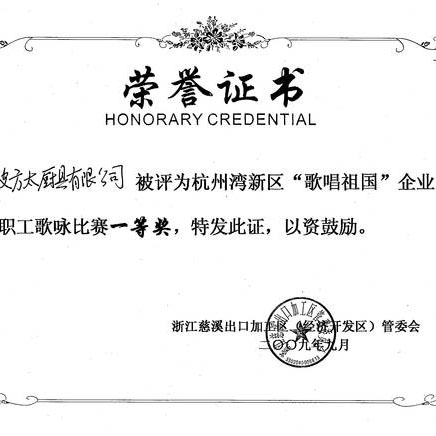 荣誉证书
HONORARY CREDENTIAL
方太厨具有限公司 被评为杭州湾新区“歌唱祖国”企业
职工歌咏比赛一等奖，特发此证，以资鼓励。
浙江慈溪出口加工区（经济开发区）管委会
二〇〇九年九月